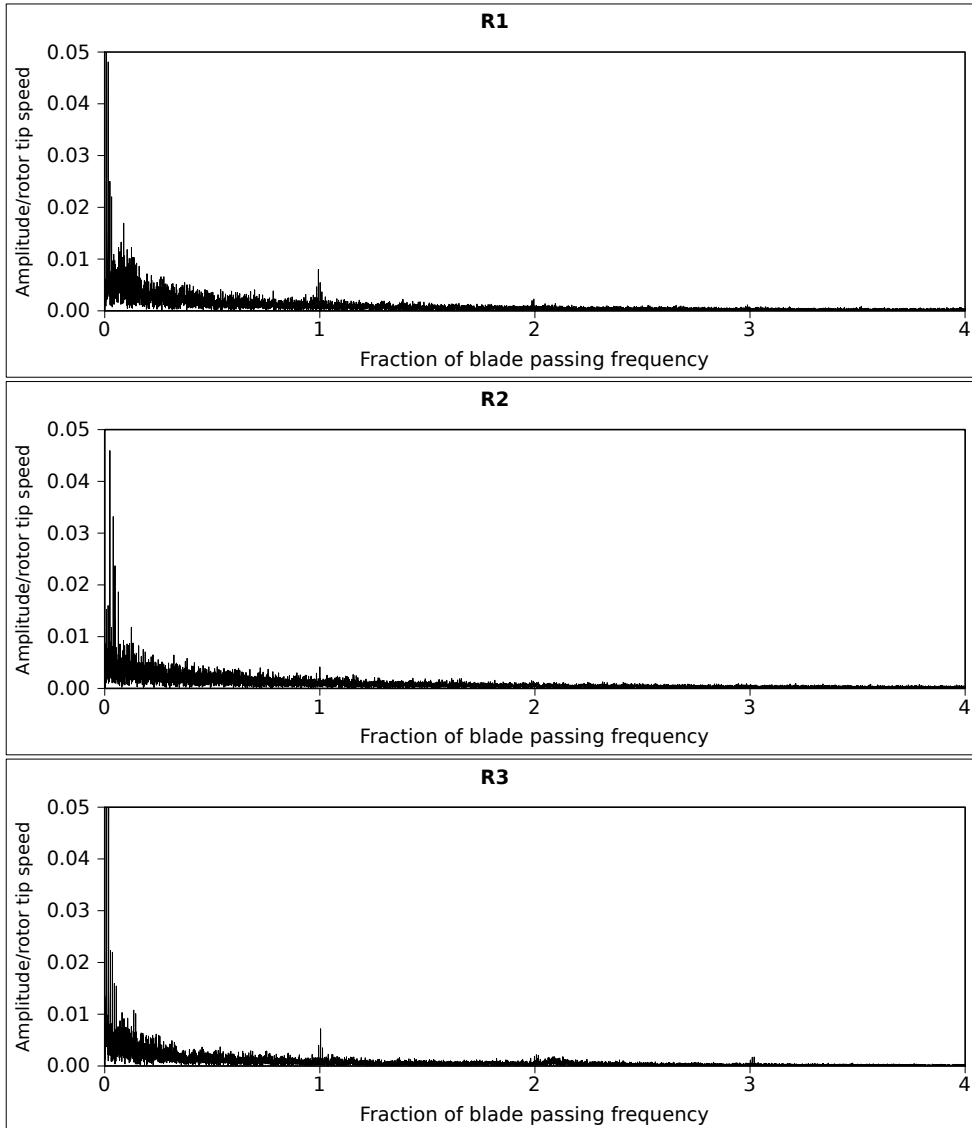 R1
Amplitude/rotor tip speed
0.05
0.04
0.03
0.02
0.01
0.00
0 1 2 3 4
Fraction of blade passing frequency
R2
Amplitude/rotor tip speed
0.05
0.04
0.03
0.02
0.01
0.00
0 1 2 3 4
Fraction of blade passing frequency
R3
Amplitude/rotor tip speed
0.05
0.04
0.03
0.02
0.01
0.00
0 1 2 3 4
Fraction of blade passing frequency